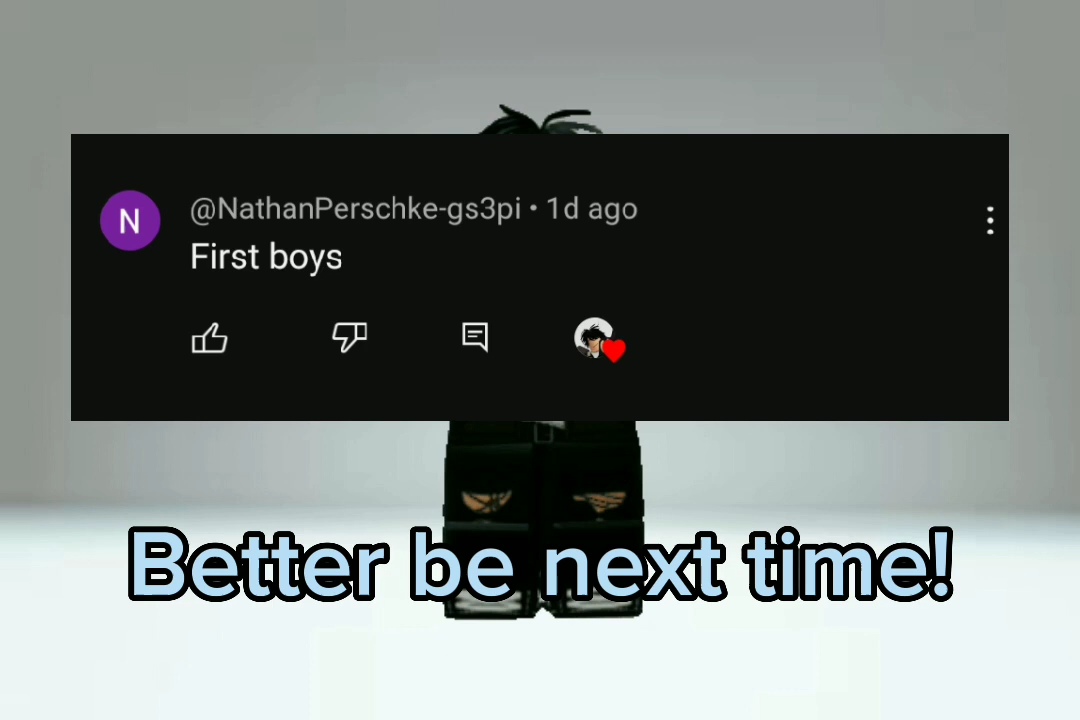 N
@NathanPerschke-gs3pi • 1d ago
First boys
Better be next time!